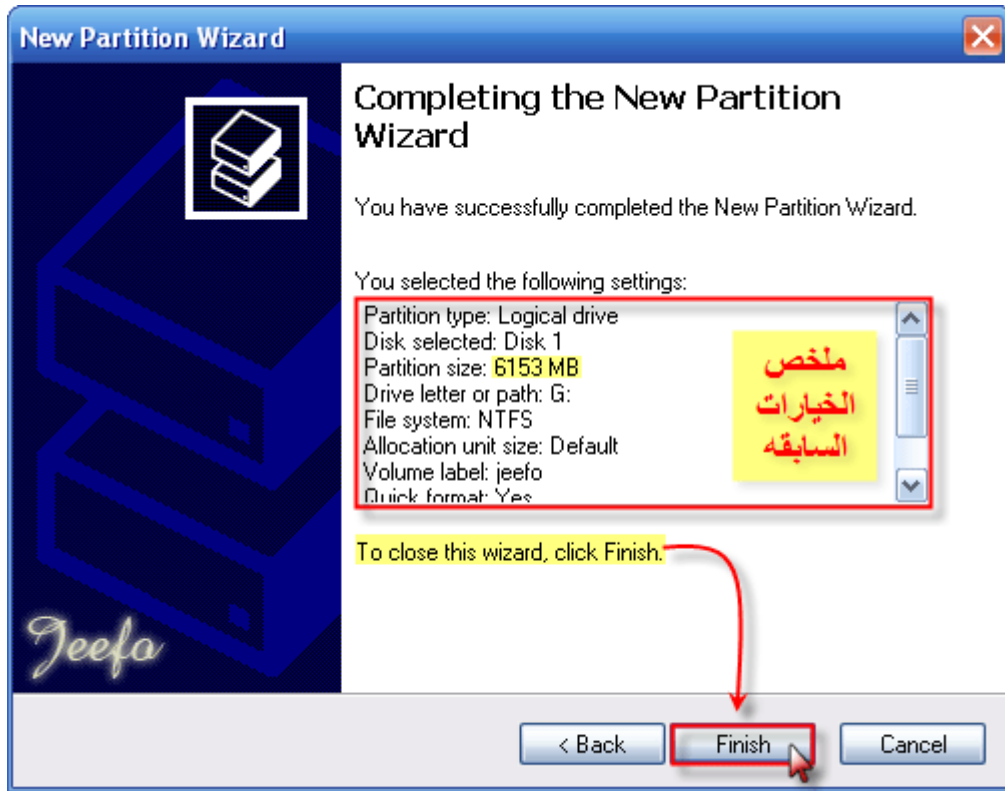 New Partition Wizard
Completing the New Partition
Wizard
You have successfully completed the New Partition Wizard.
You selected the following settings:
Partition type: Logical drive
Disk selected: Disk 1
Partition size: 6153 MB
Drive letter or path: G:
File system: NTFS
Allocation unit size: Default
Volume label: jeefo
Quick format: Yes
ملخص
الخيارات
السابقه
To close this wizard, click Finish.
Jeefo
< Back
Finish
Cancel